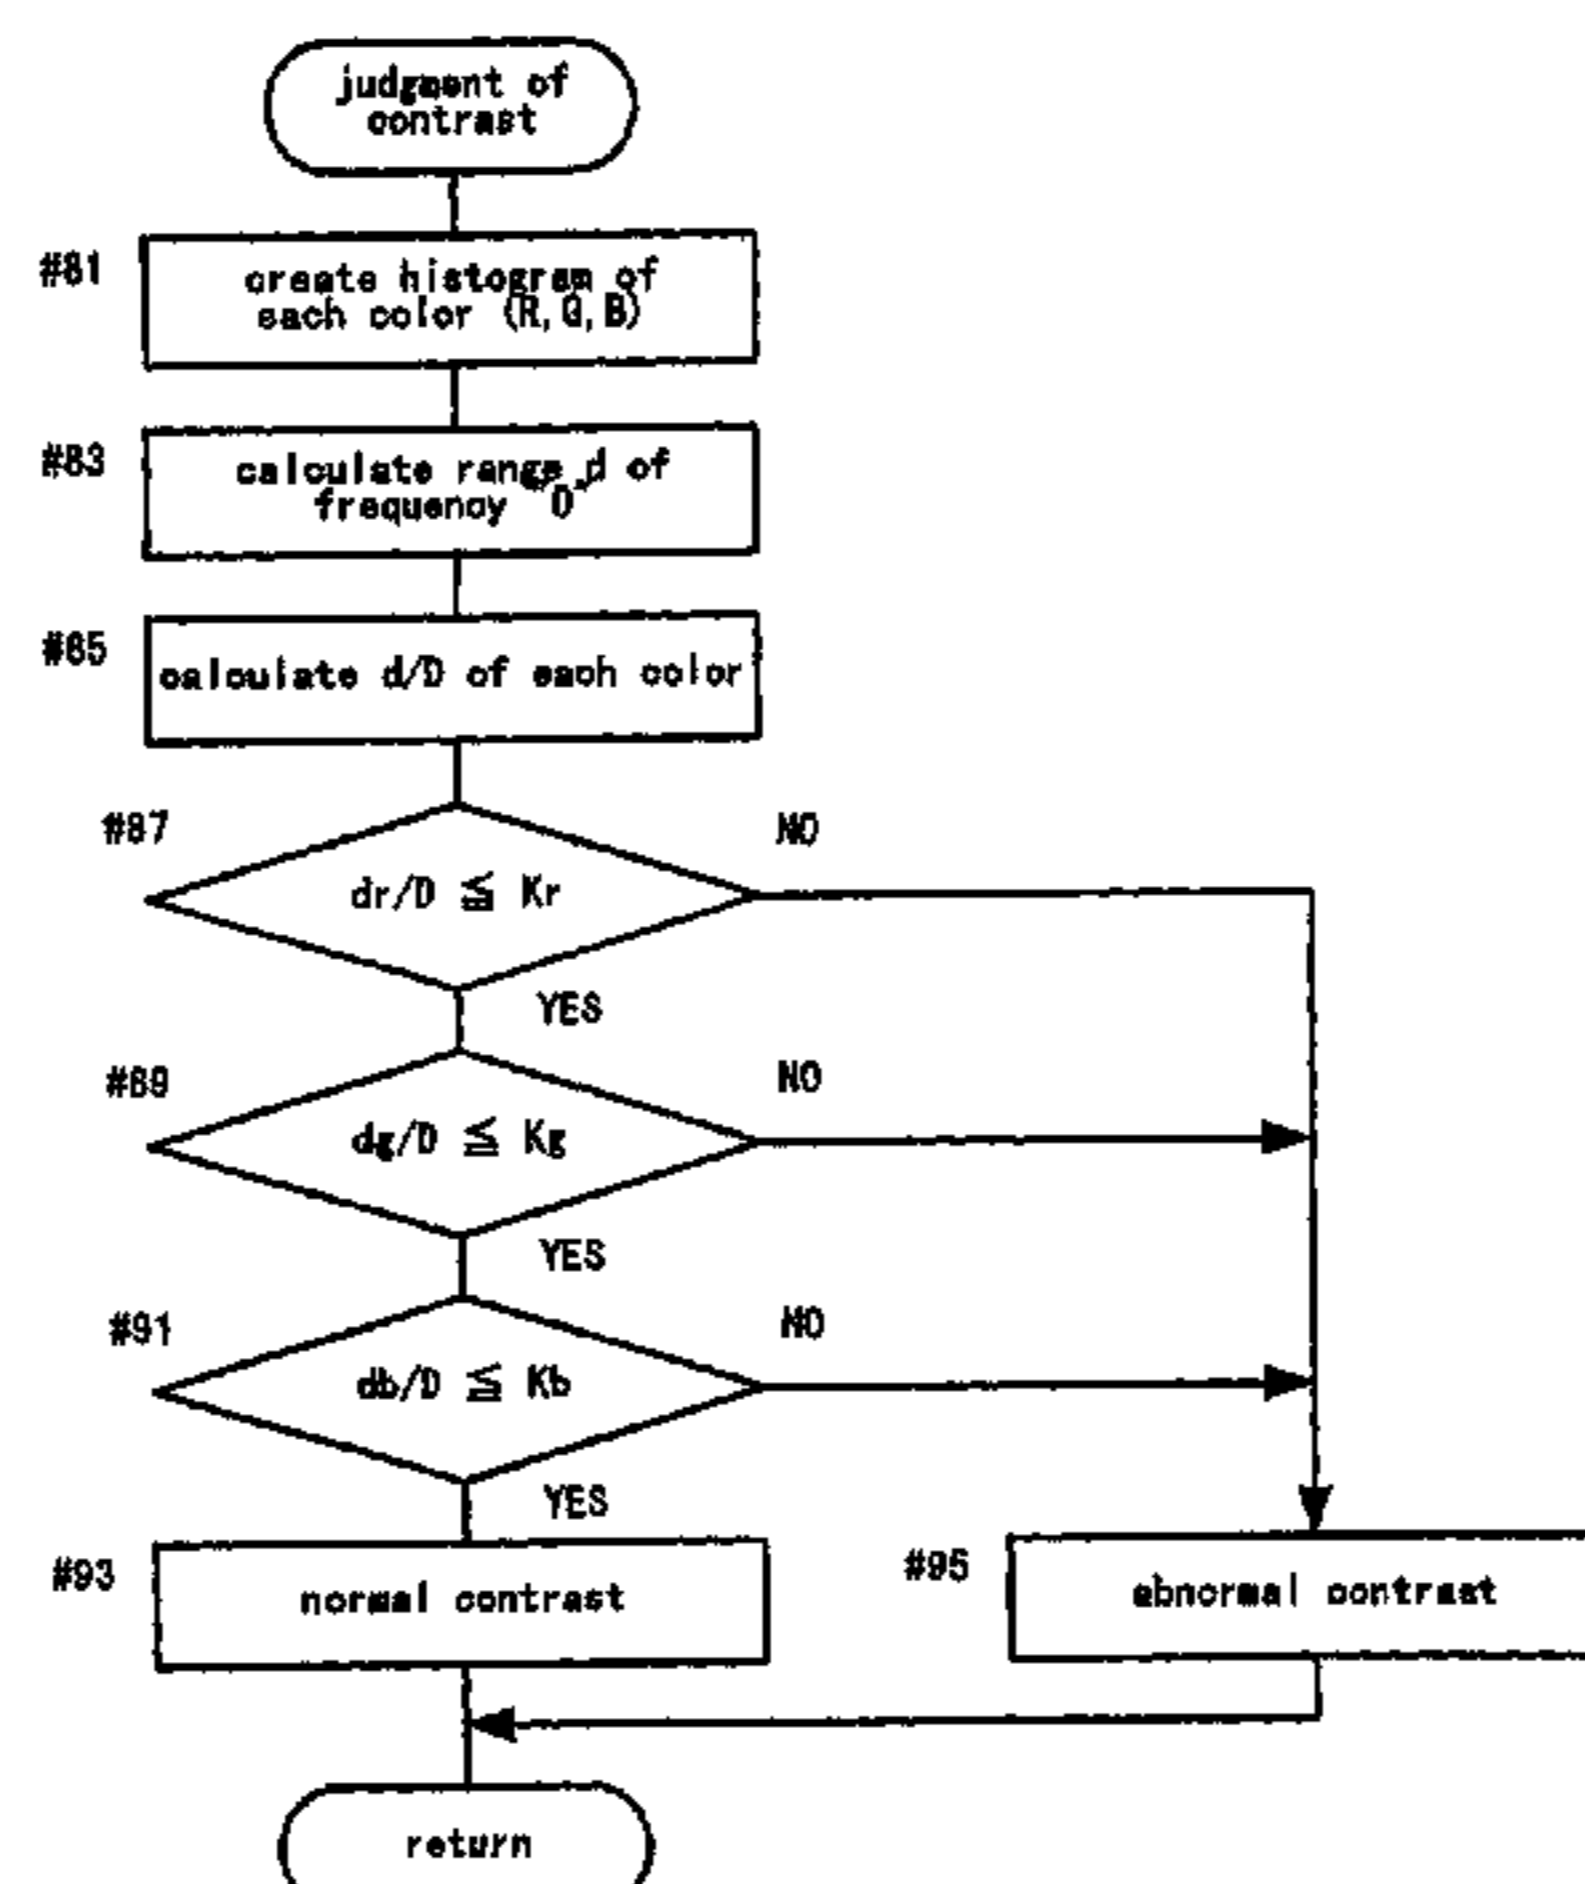 judgment of
contrast
#81
create histogram of
each color (R,G,B)
#83
calculate range d of
frequency "0"
#85
calculate d/D of each color
#87
NO
dr/D ≦ Kr
YES
#89
NO
dg/D ≦ Kg
YES
#91
NO
db/D ≦ Kb
YES
#93
normal contrast
#95
abnormal contrast
return